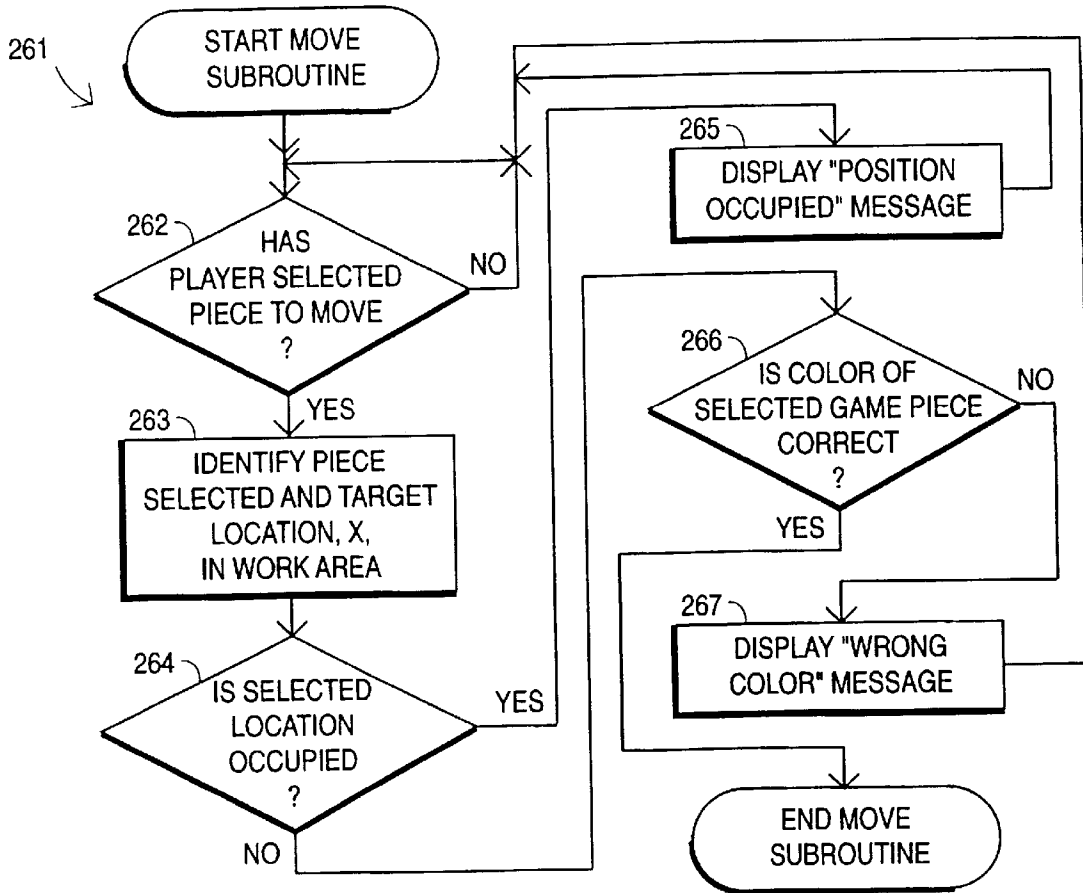 261
START MOVE
SUBROUTINE
262
HAS
PLAYER SELECTED
PIECE TO MOVE
?
NO
YES
263
IDENTIFY PIECE
SELECTED AND TARGET
LOCATION, X,
IN WORK AREA
264
IS SELECTED
LOCATION
OCCUPIED
?
YES
NO
265
DISPLAY "POSITION
OCCUPIED" MESSAGE
266
IS COLOR OF
SELECTED GAME PIECE
CORRECT
?
NO
YES
267
DISPLAY "WRONG
COLOR" MESSAGE
END MOVE
SUBROUTINE